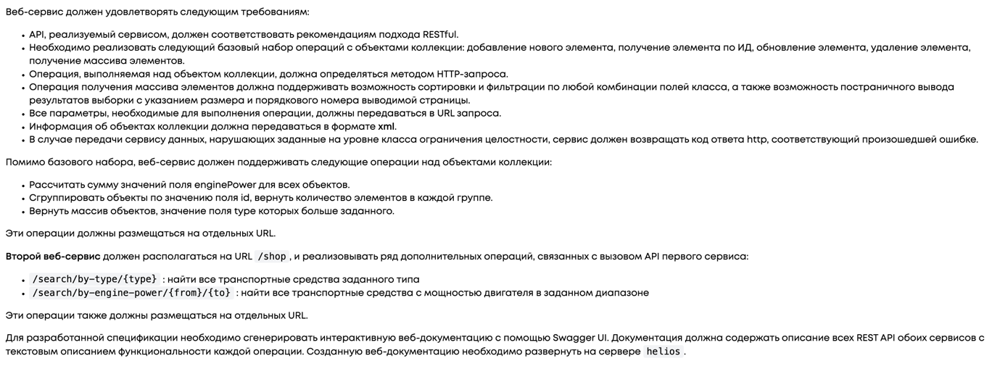 Веб-сервис должен удовлетворять следующим требованиям:
• API, реализуемый сервисом, должен соответствовать рекомендациям подхода RESTful.
• Необходимо реализовать следующий базовый набор операций с объектами коллекции: добавление нового элемента, получение элемента по ИД, обновление элемента, удаление элемента,
получение массива элементов.
• Операция, выполняемая над объектом коллекции, должна определяться методом HTTP-запроса.
• Операция получения массива элементов должна поддерживать возможность сортировки и фильтрации по любой комбинации полей класса, а также возможность постраничного вывода
результатов выборки с указанием размера и порядкового номера выводимой страницы.
• Все параметры, необходимые для выполнения операции, должны передаваться в URL запроса.
• Информация об объектах коллекции должна передаваться в формате xml.
• В случае передачи сервису данных, нарушающих заданные на уровне класса ограничения целостности, сервис должен возвращать код ответа http, соответствующий произошедшей ошибке.
Помимо базового набора, веб-сервис должен поддерживать следующие операции над объектами коллекции:
• Рассчитать сумму значений поля enginePower для всех объектов.
• Сгруппировать объекты по значению поля id, вернуть количество элементов в каждой группе.
• Вернуть массив объектов, значение поля type которых больше заданного.
Эти операции должны размещаться на отдельных URL.
Второй веб-сервис должен располагаться на URL /shop, и реализовывать ряд дополнительных операций, связанных с вызовом API первого сервиса:
• /search/by-type/{type} : найти все транспортные средства заданного типа
• /search/by-engine-power/{from}/{to} : найти все транспортные средства с мощностью двигателя в заданном диапазоне
Эти операции также должны размещаться на отдельных URL.
Для разработанной спецификации необходимо сгенерировать интерактивную веб-документацию с помощью Swagger UI. Документация должна содержать описание всех REST API обоих сервисов с
текстовым описанием функциональности каждой операции. Созданную веб-документацию необходимо развернуть на сервере helios.